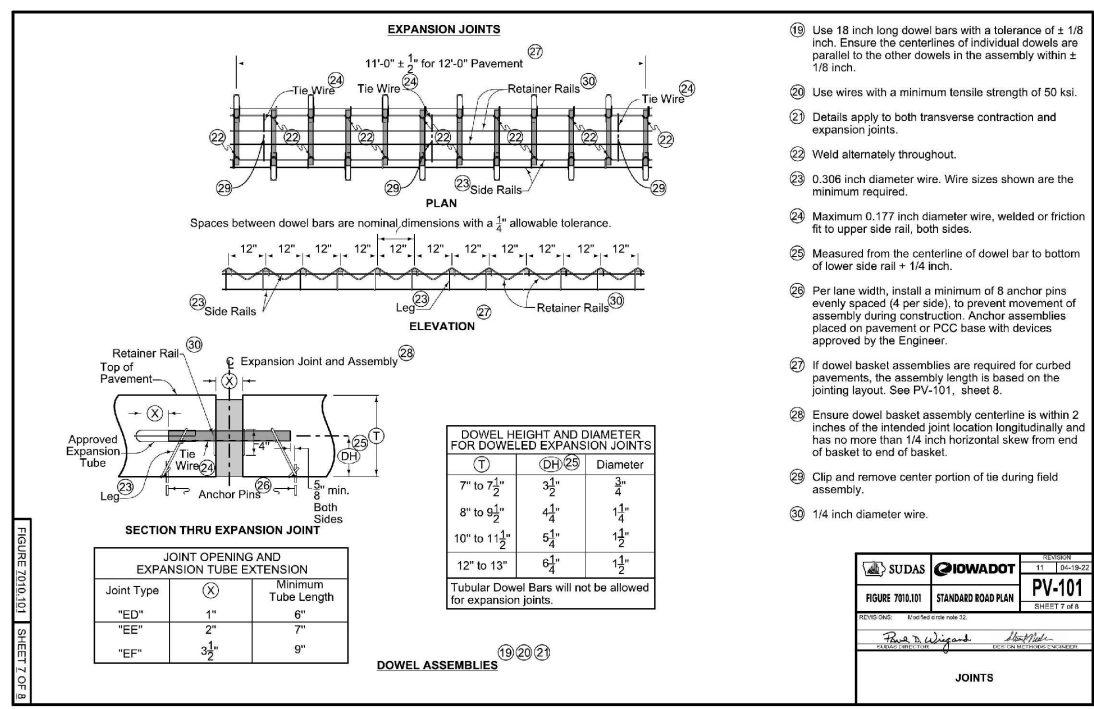 EXPANSION JOINTS
11'-0" ± 1/2" for 12'-0" Pavement 27
Tie Wire 24
Tie Wire 24
Retainer Rails 30
Tie Wire 24
22 22 22 22 22 22 22
29 29 23 Side Rails 29
PLAN
Spaces between dowel bars are nominal dimensions with a 1/4" allowable tolerance.
12" 12" 12" 12" 12" 12" 12" 12" 12" 12" 12"
23 Side Rails
Leg 23
27
Retainer Rails 30
ELEVATION
Retainer Rail 30
Top of
Pavement
℄ Expansion Joint and Assembly 28
X
X
Approved
Expansion
Tube
Tie
Wire 24
4"
25
DH
T
Leg 23
Anchor Pins 26
5/8" min.
Both
Sides
SECTION THRU EXPANSION JOINT
JOINT OPENING AND
EXPANSION TUBE EXTENSION
Joint Type X Minimum
Tube Length
"ED" 1" 6"
"EE" 2" 7"
"EF" 3 1/2" 9"
DOWEL HEIGHT AND DIAMETER
FOR DOWELED EXPANSION JOINTS
T DH 25 Diameter
7" to 7 1/2" 3 1/2" 3/4"
8" to 9 1/2" 4 1/4" 1 1/4"
10" to 11 1/2" 5 1/4" 1 1/2"
12" to 13" 6 1/4" 1 1/2"
Tubular Dowel Bars will not be allowed
for expansion joints.
DOWEL ASSEMBLIES 19 20 21
19 Use 18 inch long dowel bars with a tolerance of ± 1/8
inch. Ensure the centerlines of individual dowels are
parallel to the other dowels in the assembly within ±
1/8 inch.
20 Use wires with a minimum tensile strength of 50 ksi.
21 Details apply to both transverse contraction and
expansion joints.
22 Weld alternately throughout.
23 0.306 inch diameter wire. Wire sizes shown are the
minimum required.
24 Maximum 0.177 inch diameter wire, welded or friction
fit to upper side rail, both sides.
25 Measured from the centerline of dowel bar to bottom
of lower side rail + 1/4 inch.
26 Per lane width, install a minimum of 8 anchor pins
evenly spaced (4 per side), to prevent movement of
assembly during construction. Anchor assemblies
placed on pavement or PCC base with devices
approved by the Engineer.
27 If dowel basket assemblies are required for curbed
pavements, the assembly length is based on the
jointing layout. See PV-101, sheet 8.
28 Ensure dowel basket assembly centerline is within 2
inches of the intended joint location longitudinally and
has no more than 1/4 inch horizontal skew from end
of basket to end of basket.
29 Clip and remove center portion of tie during field
assembly.
30 1/4 inch diameter wire.
FIGURE 7010.101 SHEET 7 OF 8
SUDAS IOWADOT
REVISION
11 04-19-22
FIGURE 7010.101 STANDARD ROAD PLAN PV-101
SHEET 7 of 8
REVISIONS: Modified circle note 32.
Paul D. Wiegand
SUDAS DIRECTOR DESIGN METHODS ENGINEER
JOINTS